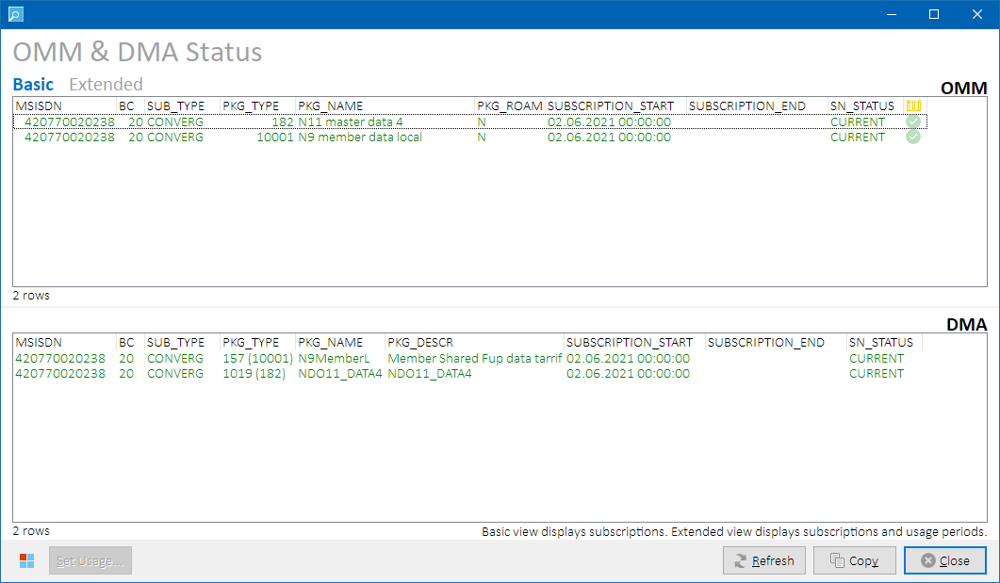 OMM & DMA Status
Basic Extended
OMM
MSISDN BC SUB_TYPE PKG_TYPE PKG_NAME PKG_ROAM SUBSCRIPTION_START SUBSCRIPTION_END SN_STATUS
420770020238 20 CONVERG 182 N11 master data 4 N 02.06.2021 00:00:00 CURRENT
420770020238 20 CONVERG 10001 N9 member data local N 02.06.2021 00:00:00 CURRENT
2 rows
DMA
MSISDN BC SUB_TYPE PKG_TYPE PKG_NAME PKG_DESCR SUBSCRIPTION_START SUBSCRIPTION_END SN_STATUS
420770020238 20 CONVERG 157 (10001) N9MemberL Member Shared Fup data tarrif 02.06.2021 00:00:00 CURRENT
420770020238 20 CONVERG 1019 (182) NDO11_DATA4 NDO11_DATA4 02.06.2021 00:00:00 CURRENT
2 rows Basic view displays subscriptions. Extended view displays subscriptions and usage periods.
Set Usage... Refresh Copy Close